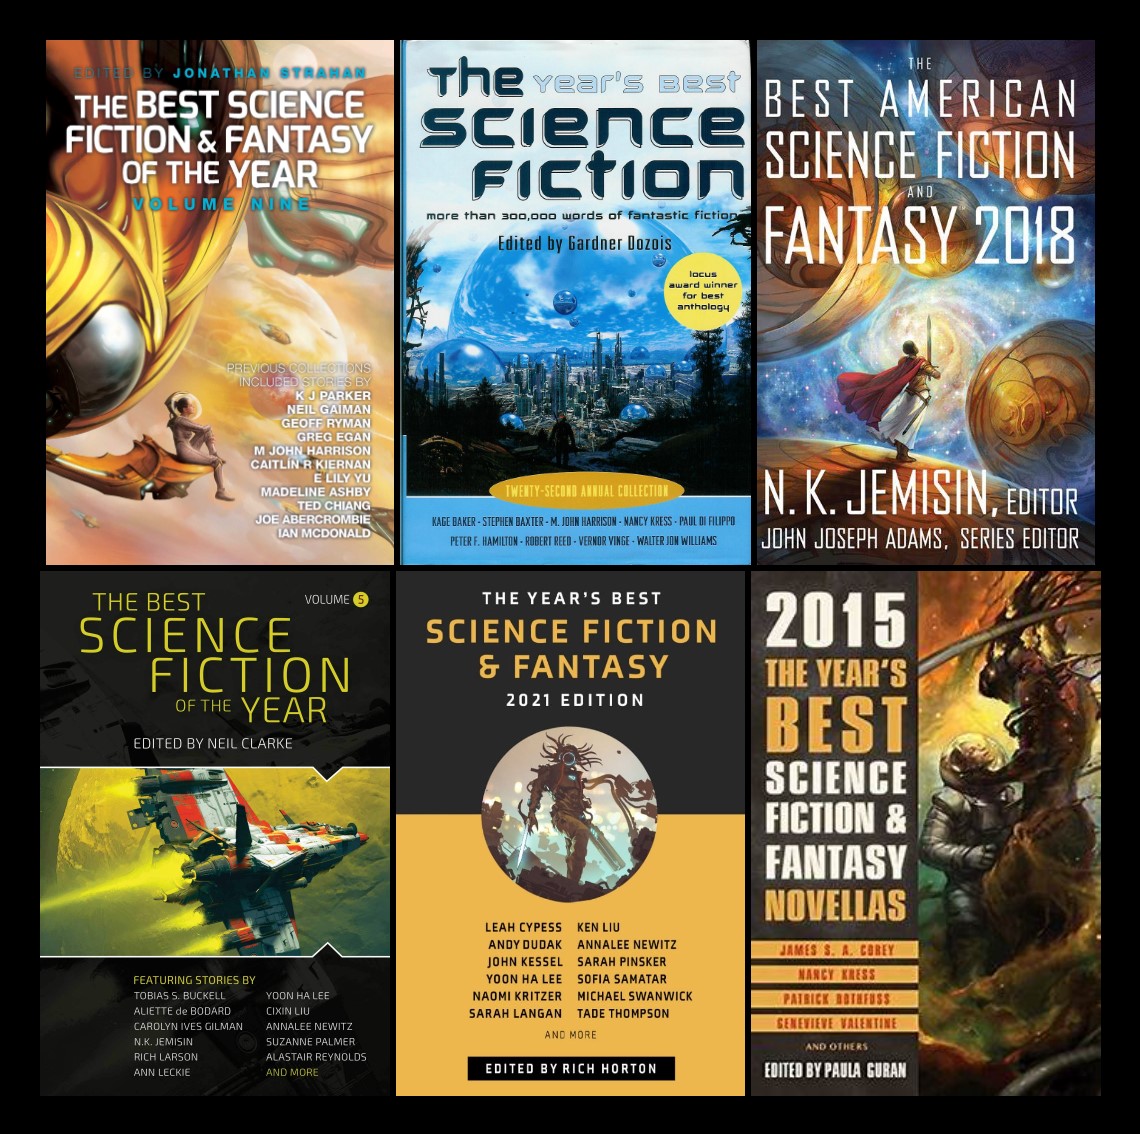 EDITED BY JONATHAN STRAHAN
THE BEST SCIENCE
FICTION & FANTASY
OF THE YEAR
VOLUME NINE
PREVIOUS COLLECTIONS
INCLUDED STORIES BY
K J PARKER
NEIL GAIMAN
GEOFF RYMAN
GREG EGAN
M JOHN HARRISON
CAITLÍN R KIERNAN
E LILY YU
MADELINE ASHBY
TED CHIANG
JOE ABERCROMBIE
IAN MCDONALD
The Year's Best
Science
Fiction
more than 300,000 words of fantastic fiction
Edited by Gardner Dozois
locus
award winner
for best
anthology
TWENTY-SECOND ANNUAL COLLECTION
KAGE BAKER • STEPHEN BAXTER • M. JOHN HARRISON • NANCY KRESS • PAUL DI FILIPPO
PETER F. HAMILTON • ROBERT REED • VERNOR VINGE • WALTER JON WILLIAMS
THE
BEST AMERICAN
SCIENCE FICTION
AND
FANTASY 2018
N. K. JEMISIN, EDITOR
JOHN JOSEPH ADAMS, SERIES EDITOR
THE BEST
VOLUME 5
SCIENCE
FICTION
OF THE YEAR
EDITED BY NEIL CLARKE
FEATURING STORIES BY
TOBIAS S. BUCKELL
ALIETTE de BODARD
CAROLYN IVES GILMAN
N.K. JEMISIN
RICH LARSON
ANN LECKIE
YOON HA LEE
CIXIN LIU
ANNALEE NEWITZ
SUZANNE PALMER
ALASTAIR REYNOLDS
AND MORE
THE YEAR'S BEST
SCIENCE FICTION
& FANTASY
2021 EDITION
LEAH CYPESS
ANDY DUDAK
JOHN KESSEL
YOON HA LEE
NAOMI KRITZER
SARAH LANGAN
KEN LIU
ANNALEE NEWITZ
SARAH PINSKER
SOFIA SAMATAR
MICHAEL SWANWICK
TADE THOMPSON
AND MORE
EDITED BY RICH HORTON
2015
THE YEAR'S
BEST
SCIENCE
FICTION &
FANTASY
NOVELLAS
JAMES S. A. COREY
NANCY KRESS
PATRICK ROTHFUSS
GENEVIEVE VALENTINE
AND OTHERS
EDITED BY PAULA GURAN